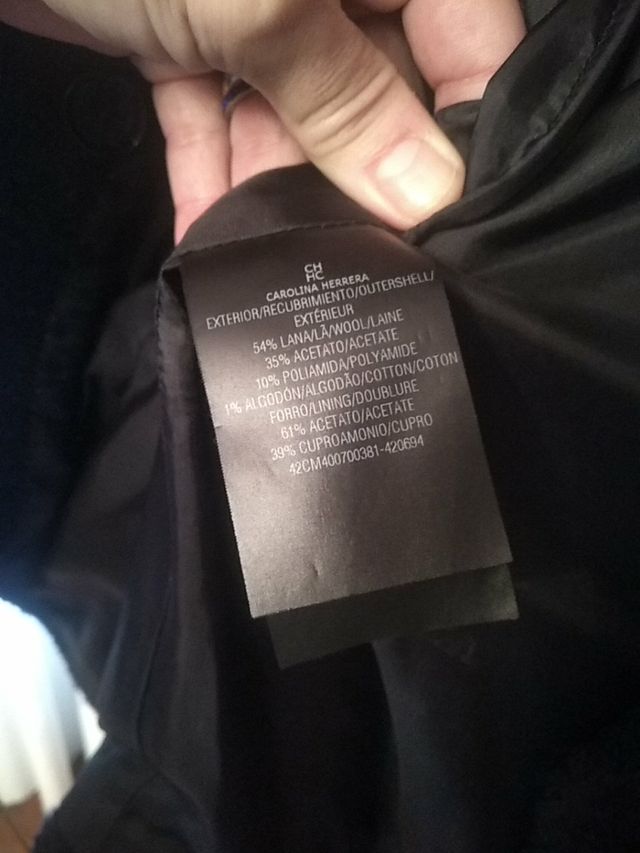 CH
HC
CAROLINA HERRERA
EXTERIOR/RECUBRIMIENTO/OUTERSHELL/
EXTÉRIEUR
54% LANA/LÃ/WOOL/LAINE
35% ACETATO/ACETATE
10% POLIAMIDA/POLYAMIDE
1% ALGODÓN/ALGODÃO/COTTON/COTON
FORRO/LINING/DOUBLURE
61% ACETATO/ACETATE
39% CUPROAMONIO/CUPRO
42CM400700381-420694